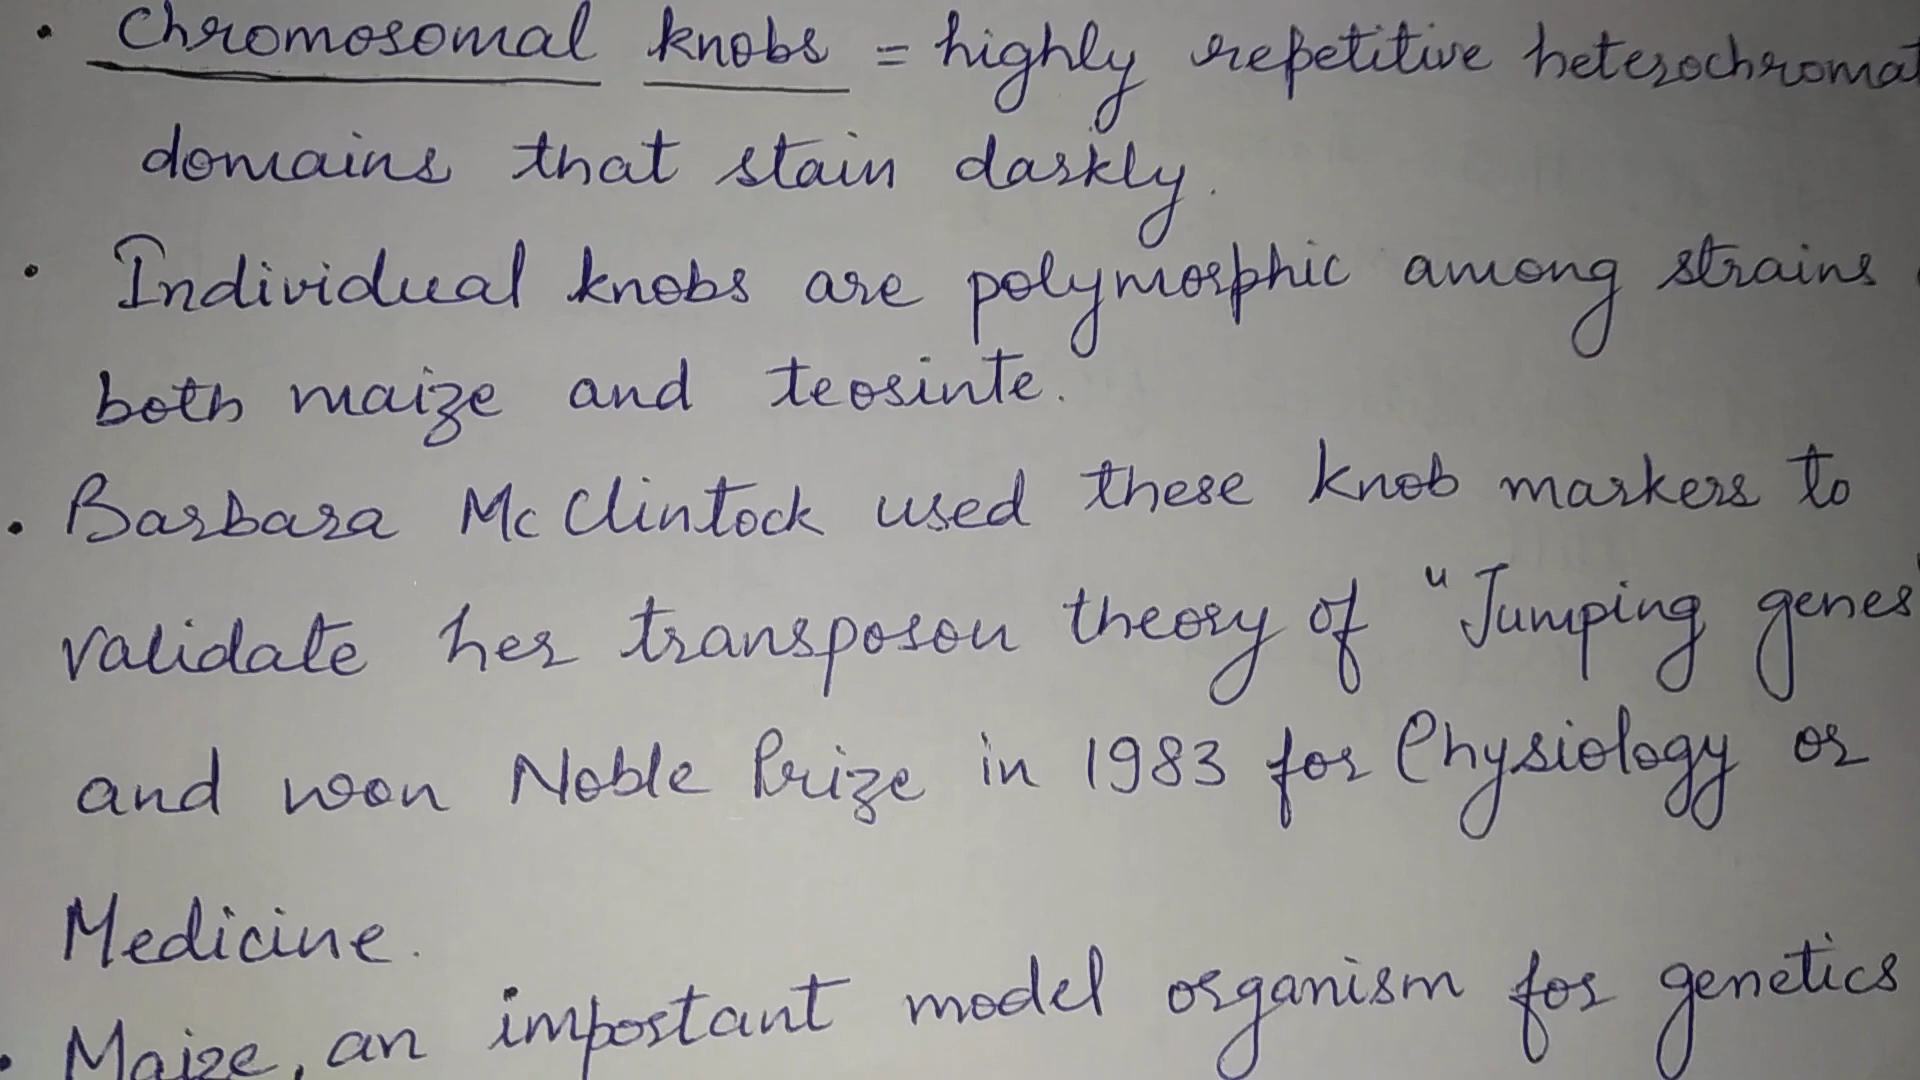 • Chromosomal knobs = highly repetitive heterochromat
domains that stain darkly.
• Individual knobs are polymorphic among strains
both maize and teosinte.
• Barbara McClintock used these knob markers to
validate her transposon theory of "Jumping genes"
and won Noble Prize in 1983 for Physiology or
Medicine.
• Maize, an important model organism for genetics